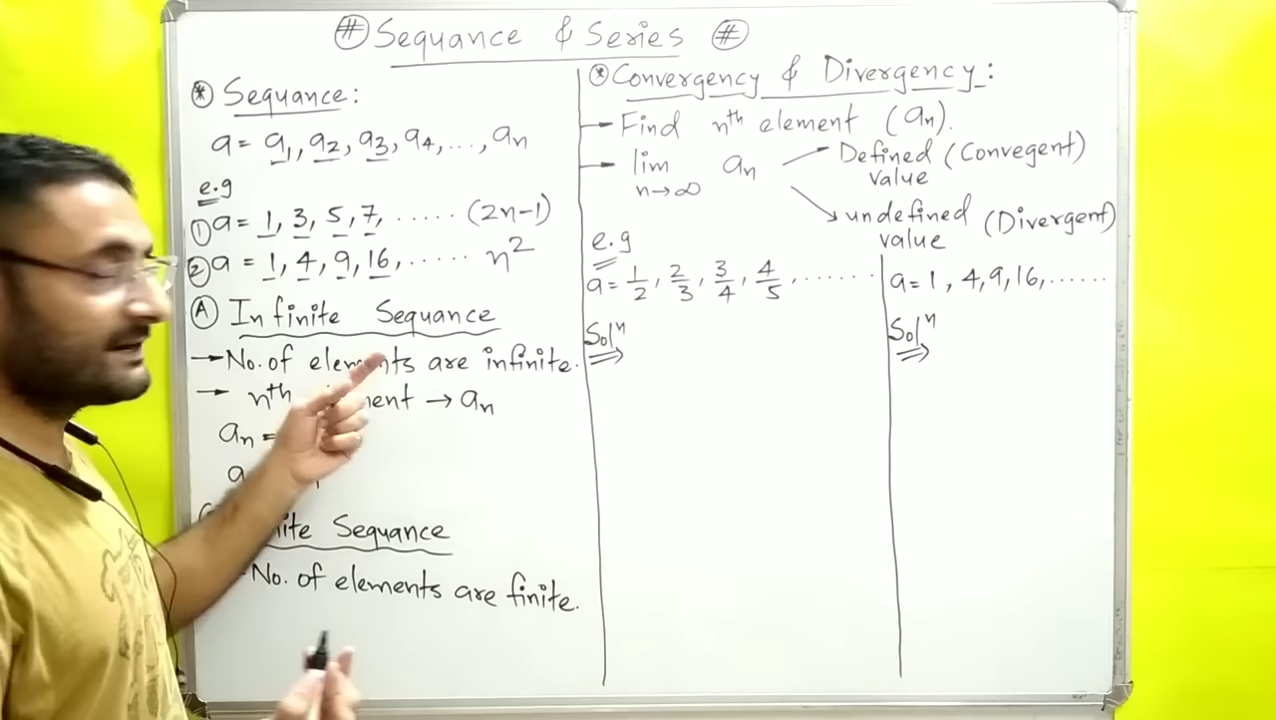 # Sequance & Series #
* Sequance:
a = a₁, a₂, a₃, a₄, ..., aₙ
e.g
① a = 1, 3, 5, 7, ..... (2n-1)
② a = 1, 4, 9, 16, ..... n²
Ⓐ Infinite Sequance
→ No. of elements are infinite.
→ nᵗʰ → aₙ
aₙ =
a
Sequance
No. of elements are finite.
* Convergency & Divergency:
→ Find nᵗʰ element (aₙ).
→ lim n→∞ aₙ
Defined value (Convegent)
undefined value (Divergent)
e.g
a = 1/2, 2/3, 3/4, 4/5, ......
Solⁿ
a = 1, 4, 9, 16, ......
Solⁿ